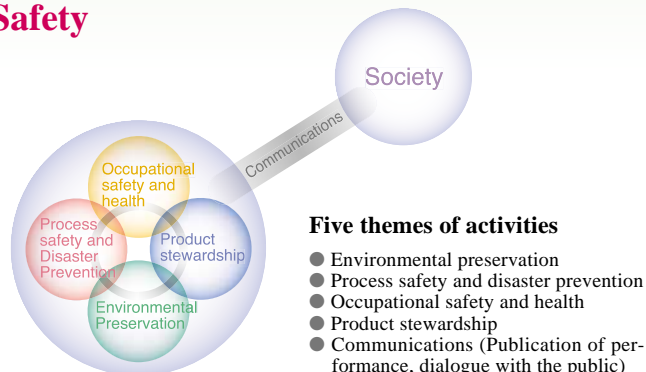 Safety
Society
Communications
Occupational
safety and
health
Process
safety and
Disaster
Prevention
Product
stewardship
Environmental
Preservation
Five themes of activities
● Environmental preservation
● Process safety and disaster prevention
● Occupational safety and health
● Product stewardship
● Communications (Publication of per-
formance, dialogue with the public)